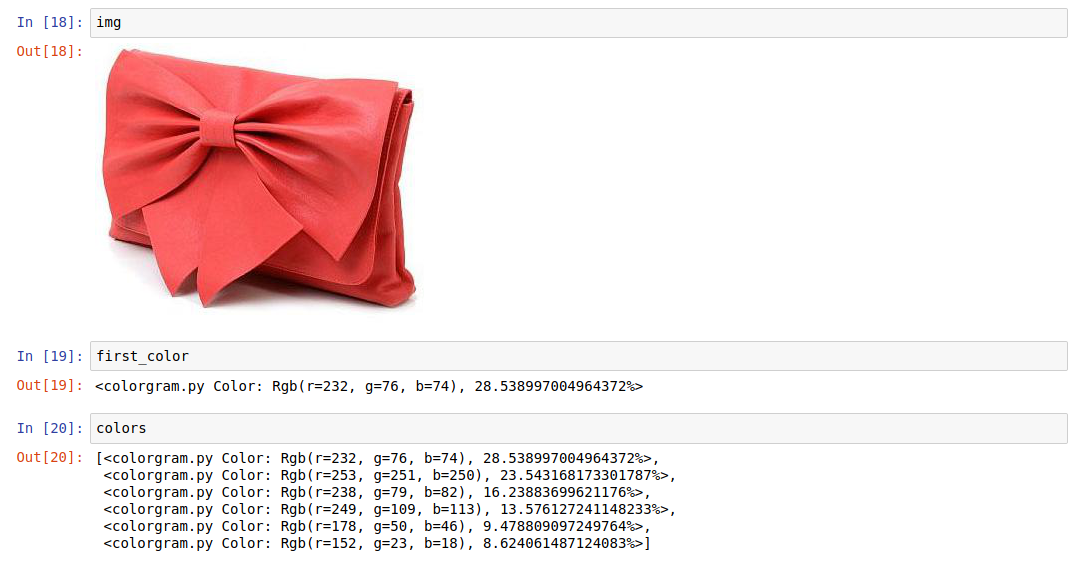 In [18]: img
Out[18]:
In [19]: first_color
Out[19]: <colorgram.py Color: Rgb(r=232, g=76, b=74), 28.538997004964372%>
In [20]: colors
Out[20]: [<colorgram.py Color: Rgb(r=232, g=76, b=74), 28.538997004964372%>,
<colorgram.py Color: Rgb(r=253, g=251, b=250), 23.543168173301787%>,
<colorgram.py Color: Rgb(r=238, g=79, b=82), 16.23883699621176%>,
<colorgram.py Color: Rgb(r=249, g=109, b=113), 13.576127241148233%>,
<colorgram.py Color: Rgb(r=178, g=50, b=46), 9.478809097249764%>,
<colorgram.py Color: Rgb(r=152, g=23, b=18), 8.624061487124083%>]